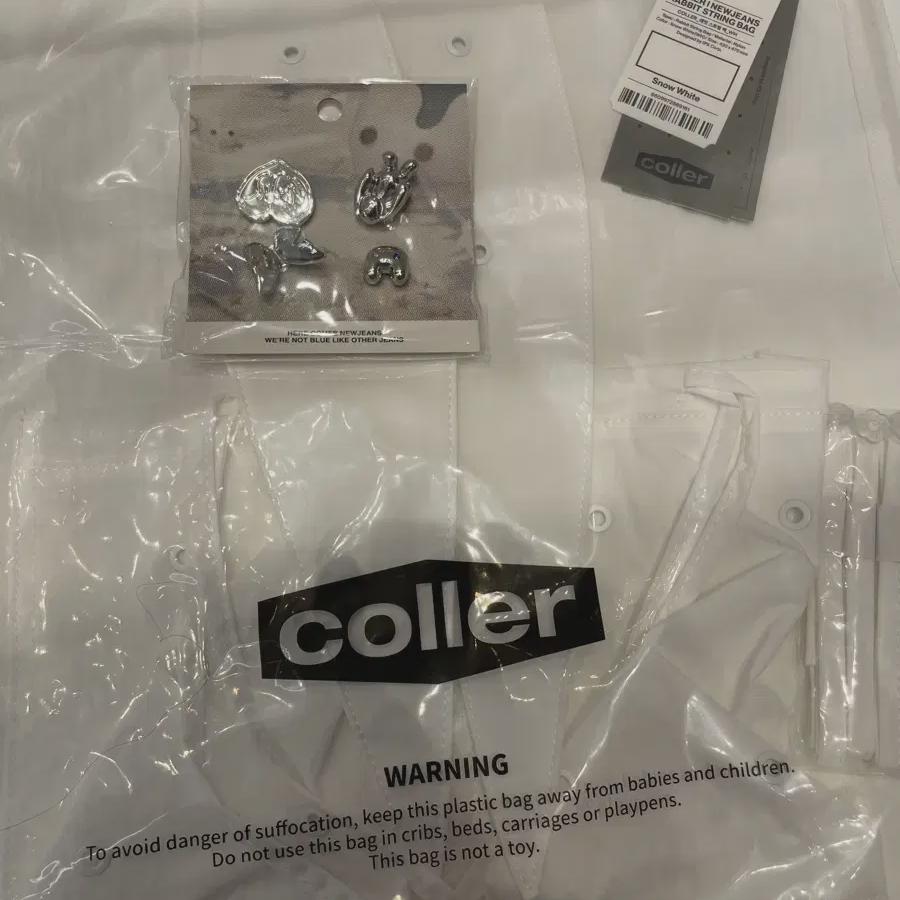 COLLER | NEWJEANS
RABBIT STRING BAG
Snow White
coller
HERE COMES NEWJEANS
WE'RE NOT BLUE LIKE OTHER JEANS
coller
WARNING
To avoid danger of suffocation, keep this plastic bag away from babies and children.
Do not use this bag in cribs, beds, carriages or playpens.
This bag is not a toy.